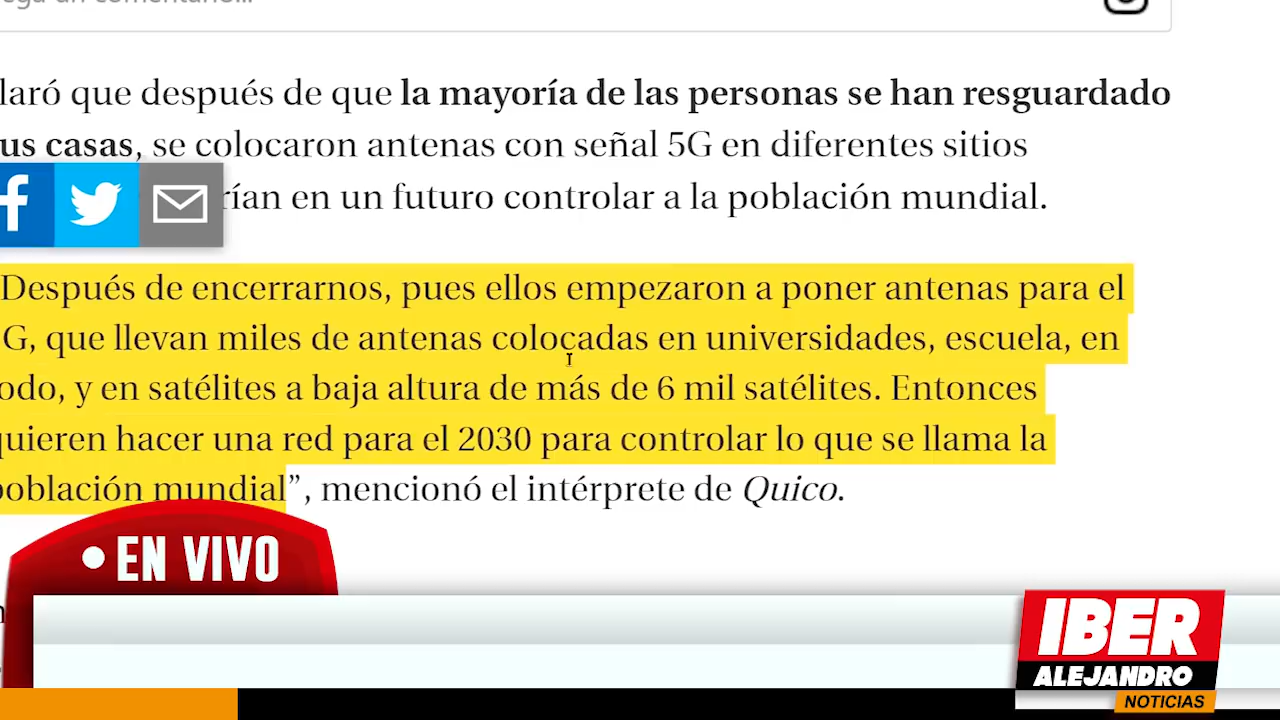 laró que después de que la mayoría de las personas se han resguardado
us casas, se colocaron antenas con señal 5G en diferentes sitios
rían en un futuro controlar a la población mundial.
Después de encerrarnos, pues ellos empezaron a poner antenas para el
G, que llevan miles de antenas colocadas en universidades, escuela, en
odo, y en satélites a baja altura de más de 6 mil satélites. Entonces
quieren hacer una red para el 2030 para controlar lo que se llama la
población mundial”, mencionó el intérprete de Quico.
• EN VIVO
IBER
ALEJANDRO
NOTICIAS